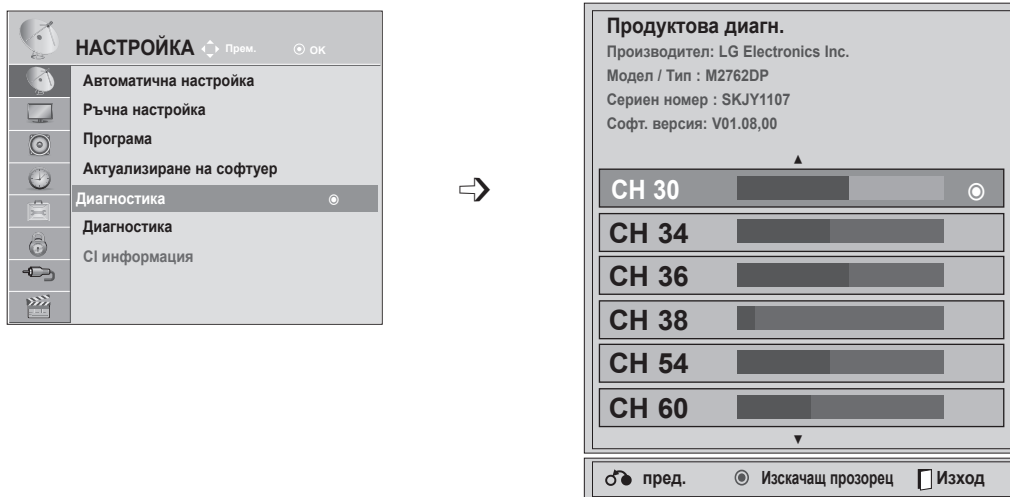 НАСТРОЙКА Прем. OK
Автоматична настройка
Ръчна настройка
Програма
Актуализиране на софтуер
Диагностика
Диагностика
CI информация
Продуктова диагн.
Производител: LG Electronics Inc.
Модел / Тип : M2762DP
Сериен номер : SKJY1107
Софт. версия: V01.08,00
CH 30
CH 34
CH 36
CH 38
CH 54
CH 60
пред. Изскачащ прозорец Изход